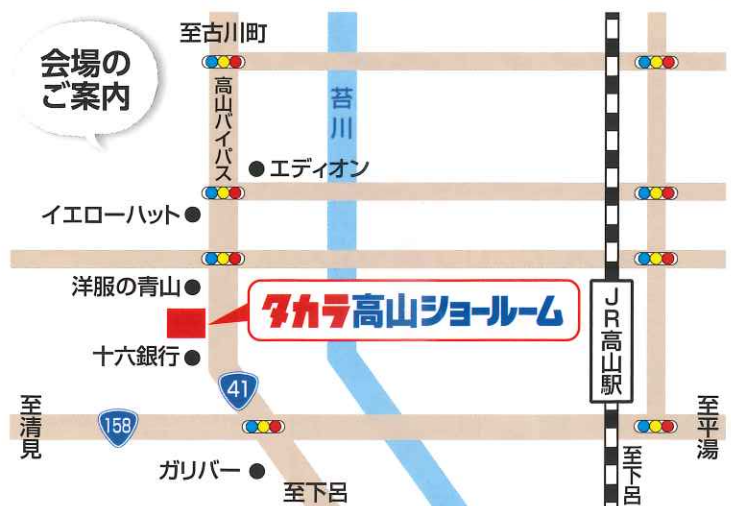 会場の
ご案内
至古川町
高山バイパス
苔川
エディオン
イエローハット
洋服の青山
タカラ高山ショールーム
十六銀行
JR高山駅
41
至清見
158
至平湯
ガリバー
至下呂
至下呂